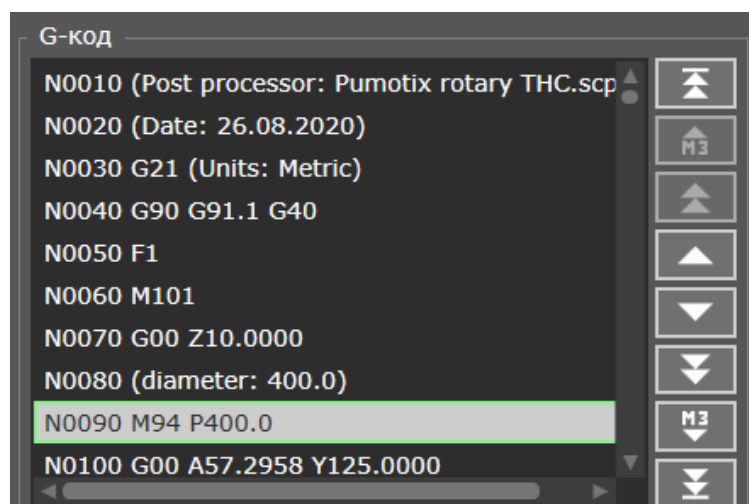 G-код
N0010 (Post processor: Pumotix rotary THC.scp
N0020 (Date: 26.08.2020)
N0030 G21 (Units: Metric)
M3
N0040 G90 G91.1 G40
N0050 F1
N0060 M101
N0070 G00 Z10.0000
N0080 (diameter: 400.0)
N0090 M94 P400.0
M3
N0100 G00 A57.2958 Y125.0000